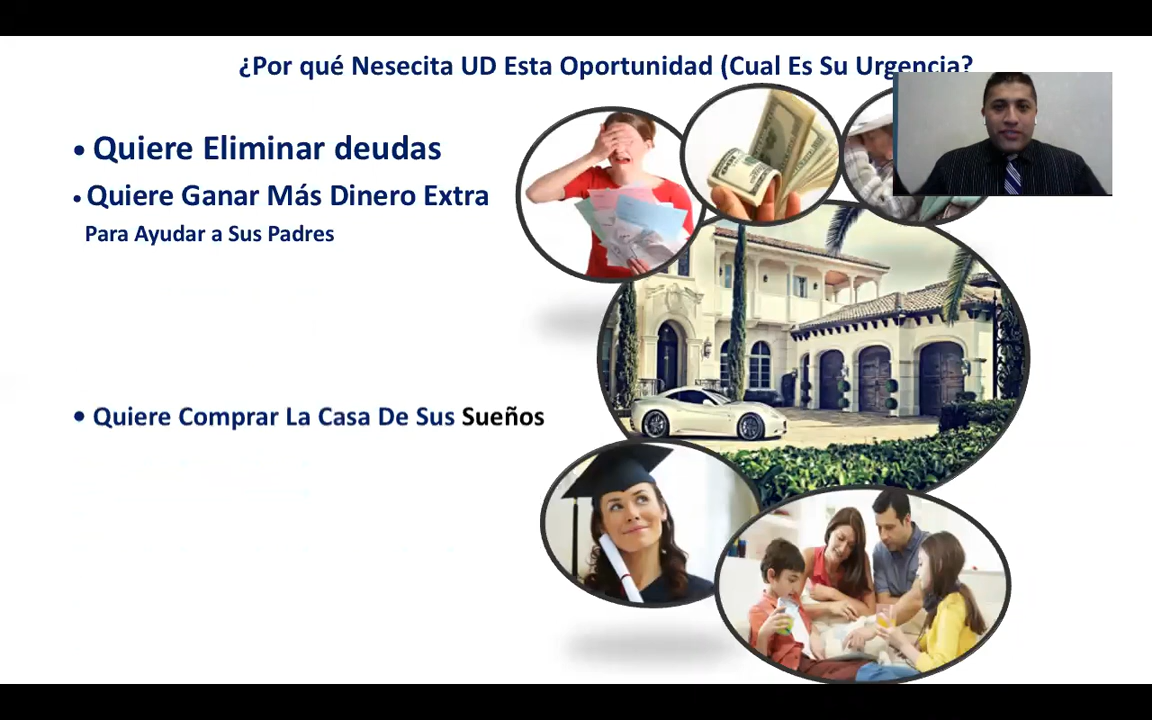 ¿Por qué Nesecita UD Esta Oportunidad (Cual Es Su Urgencia?
• Quiere Eliminar deudas
• Quiere Ganar Más Dinero Extra
Para Ayudar a Sus Padres
• Quiere Comprar La Casa De Sus Sueños